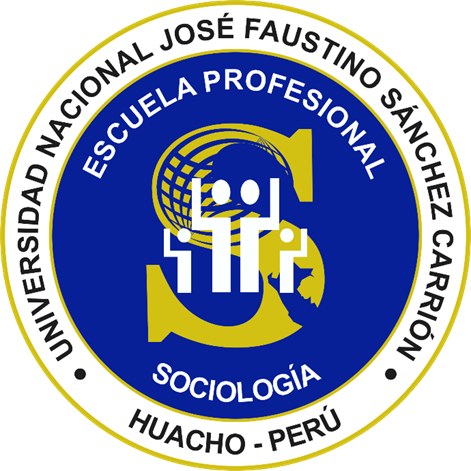 UNIVERSIDAD NACIONAL JOSÉ FAUSTINO SÁNCHEZ CARRIÓN
ESCUELA PROFESIONAL
S
SOCIOLOGÍA
HUACHO - PERÚ